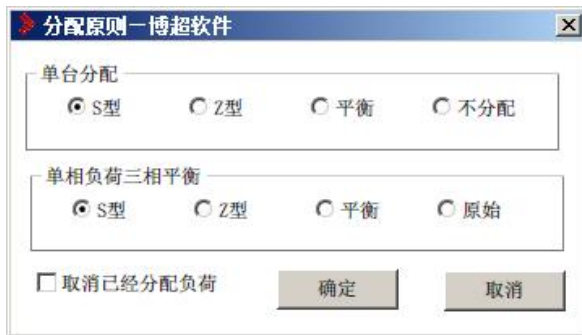 分配原则－博超软件
单台分配
S型 Z型 平衡 不分配
单相负荷三相平衡
S型 Z型 平衡 原始
取消已经分配负荷 确定 取消